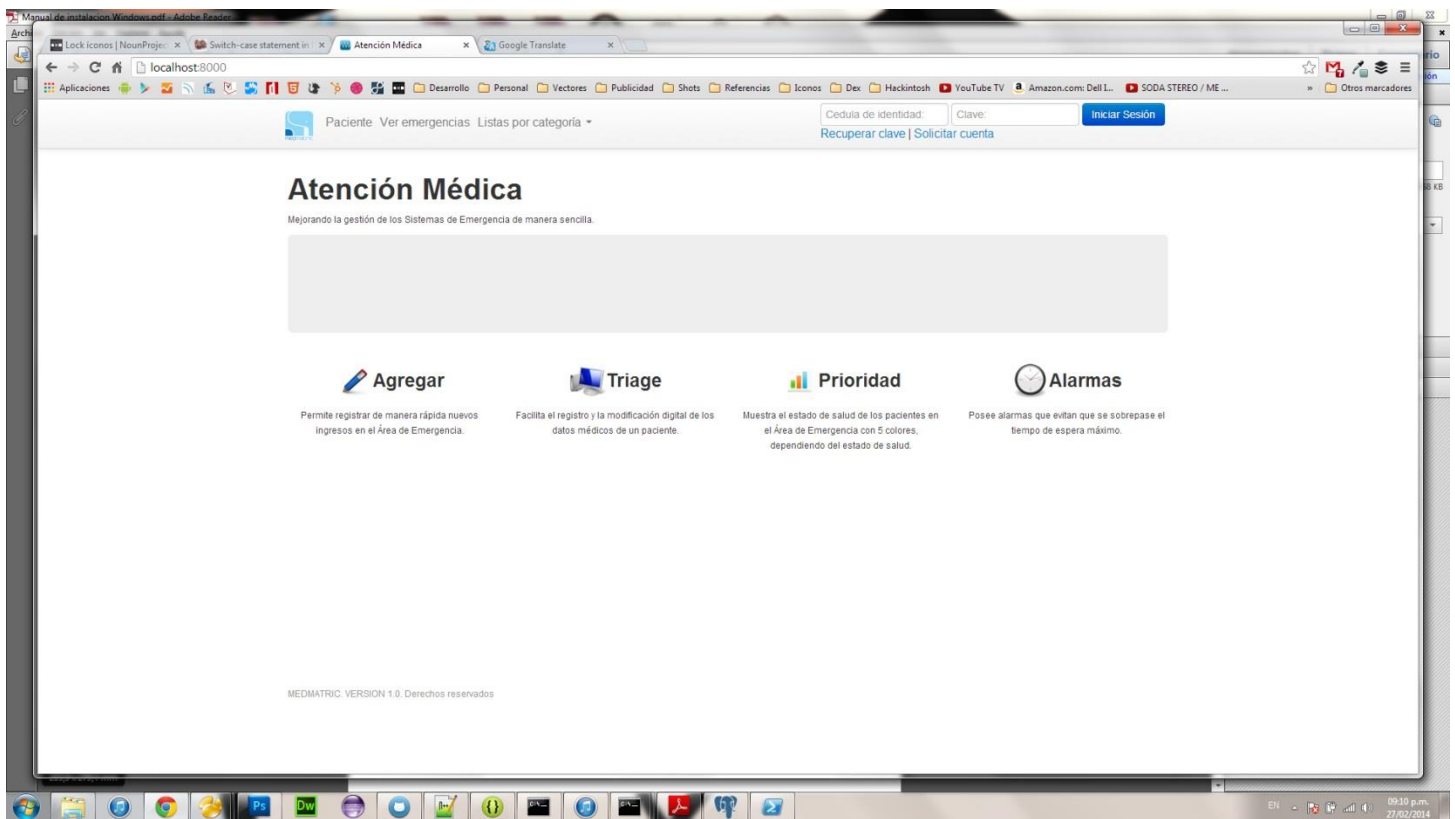 Manual de instalacion Windows.pdf - Adobe Reader
Lock iconos | NounProjec
Switch-case statement in
Atención Médica
Google Translate
localhost:8000
Aplicaciones
Desarrollo
Personal
Vectores
Publicidad
Shots
Referencias
Iconos
Dex
Hackintosh
YouTube TV
Amazon.com: Dell I...
SODA STEREO / ME ...
»
Otros marcadores
Paciente Ver emergencias Listas por categoría
Cedula de identidad:
Clave:
Iniciar Sesión
Recuperar clave | Solicitar cuenta
Atención Médica
Mejorando la gestión de los Sistemas de Emergencia de manera sencilla.
Agregar
Permite registrar de manera rápida nuevos
ingresos en el Área de Emergencia.
Triage
Facilita el registro y la modificación digital de los
datos médicos de un paciente.
Prioridad
Muestra el estado de salud de los pacientes en
el Área de Emergencia con 5 colores,
dependiendo del estado de salud.
Alarmas
Posee alarmas que evitan que se sobrepase el
tiempo de espera máximo.
MEDMATRIC. VERSION 1.0. Derechos reservados
Ps
Dw
EN
09:10 p.m.
27/02/2014